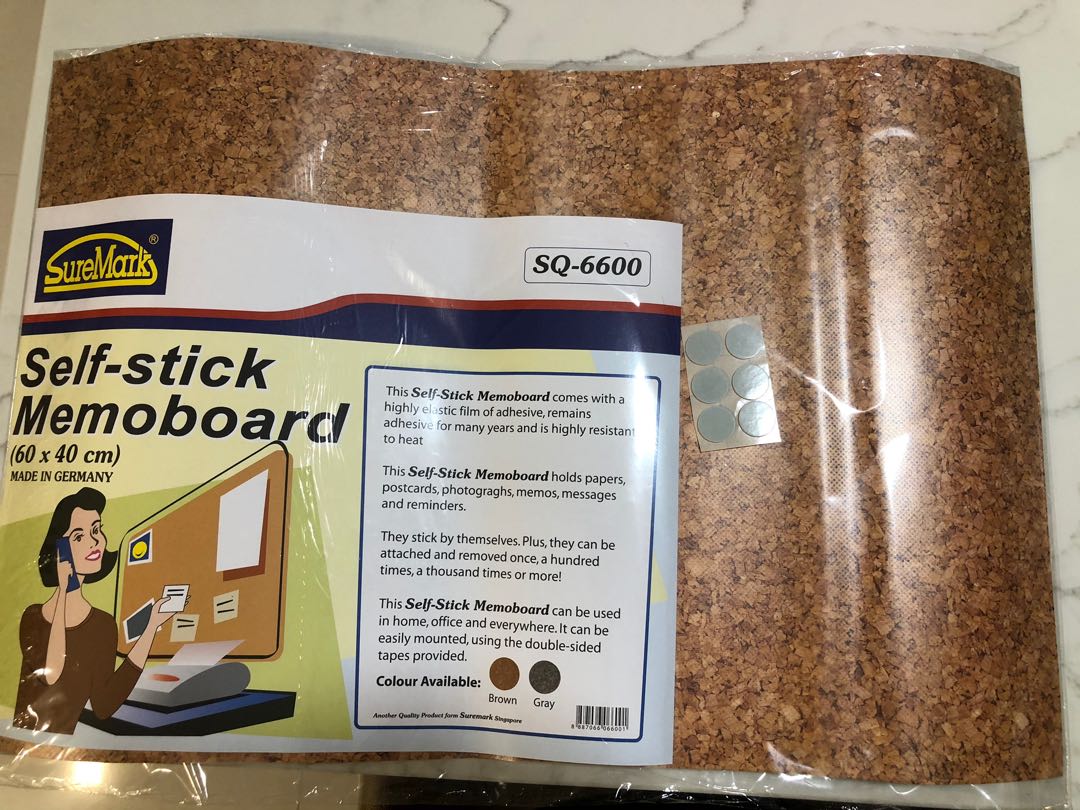 SureMark®
SQ-6600
Self-stick
Memoboard
(60 x 40 cm)
MADE IN GERMANY
This Self-Stick Memoboard comes with a
highly elastic film of adhesive, remains
adhesive for many years and is highly resistant
to heat
This Self-Stick Memoboard holds papers,
postcards, photograghs, memos, messages
and reminders.
They stick by themselves. Plus, they can be
attached and removed once, a hundred
times, a thousand times or more!
This Self-Stick Memoboard can be used
in home, office and everywhere. It can be
easily mounted, using the double-sided
tapes provided.
Colour Available:
Brown
Gray
Another Quality Product form Suremark Singapore
8 887066 066001